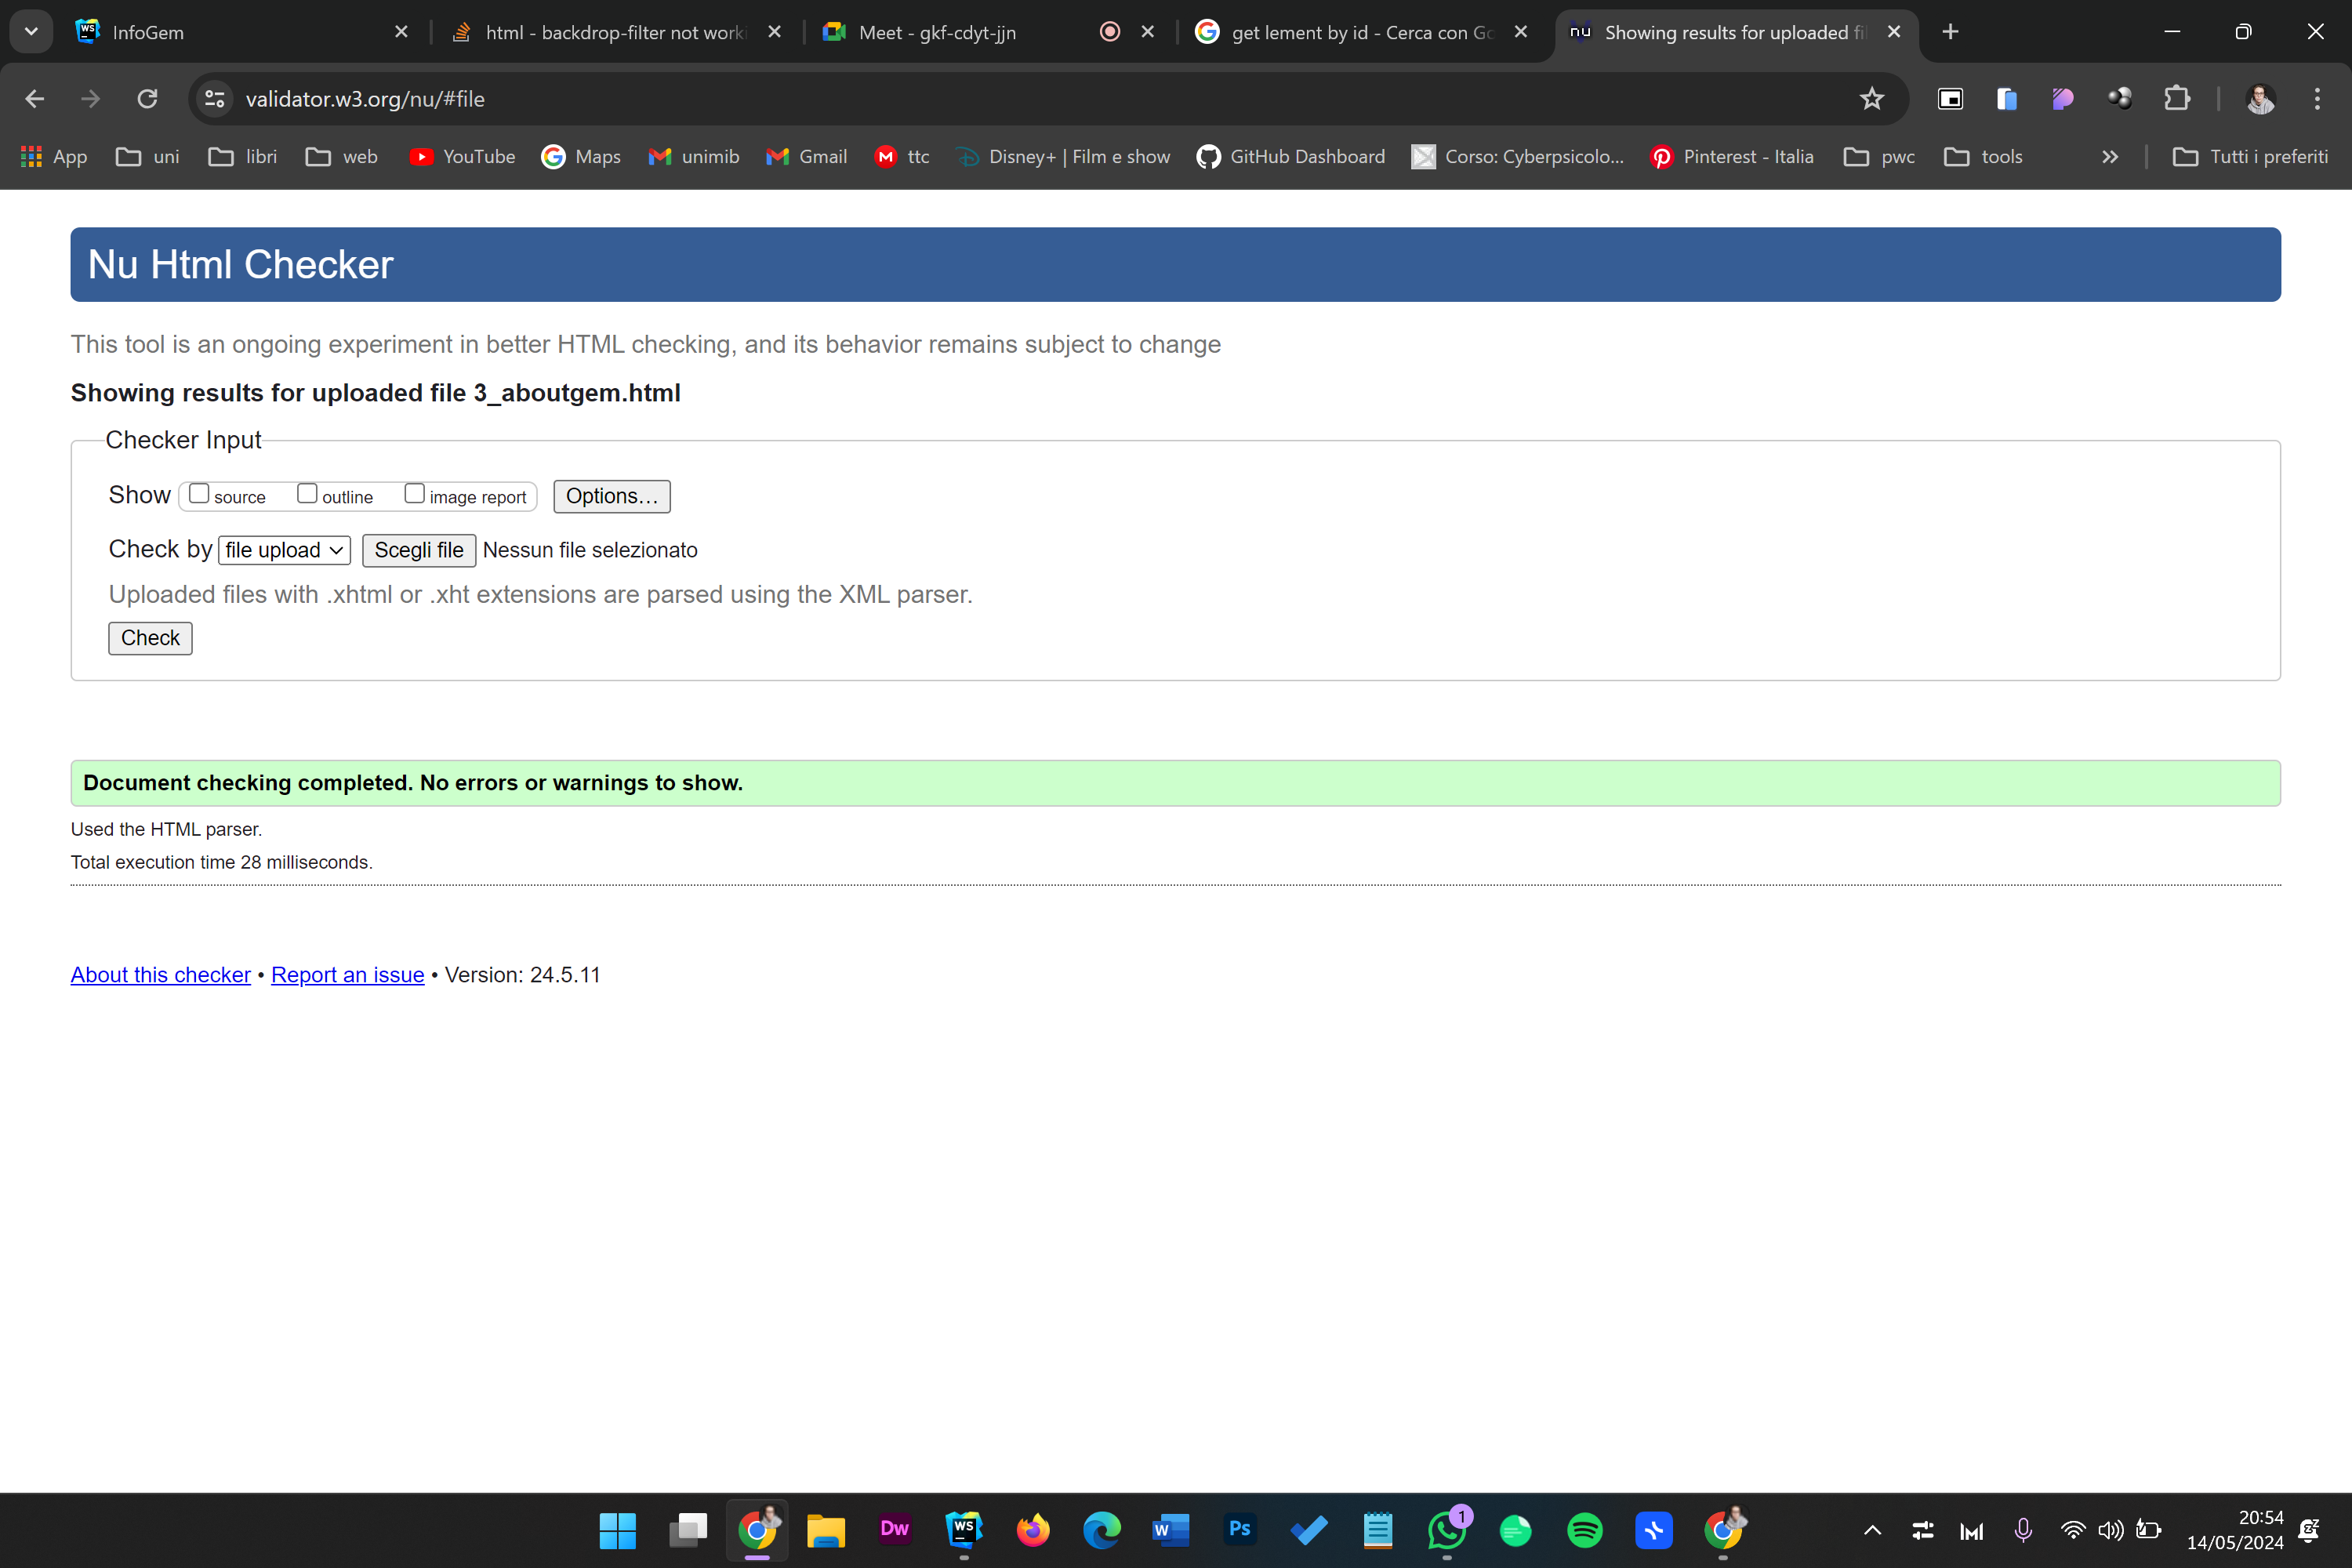 InfoGem
html - backdrop-filter not worki
Meet - gkf-cdyt-jjn
get lement by id - Cerca con Go
Showing results for uploaded fi
validator.w3.org/nu/#file
App
uni
libri
web
YouTube
Maps
unimib
Gmail
ttc
Disney+ | Film e show
GitHub Dashboard
Corso: Cyberpsicolo...
Pinterest - Italia
pwc
tools
Tutti i preferiti
Nu Html Checker
This tool is an ongoing experiment in better HTML checking, and its behavior remains subject to change
Showing results for uploaded file 3_aboutgem.html
Checker Input
Show source outline image report Options...
Check by file upload Scegli file Nessun file selezionato
Uploaded files with .xhtml or .xht extensions are parsed using the XML parser.
Check
Document checking completed. No errors or warnings to show.
Used the HTML parser.
Total execution time 28 milliseconds.
About this checker • Report an issue • Version: 24.5.11
Dw
WS
W
Ps
1
20:54
14/05/2024